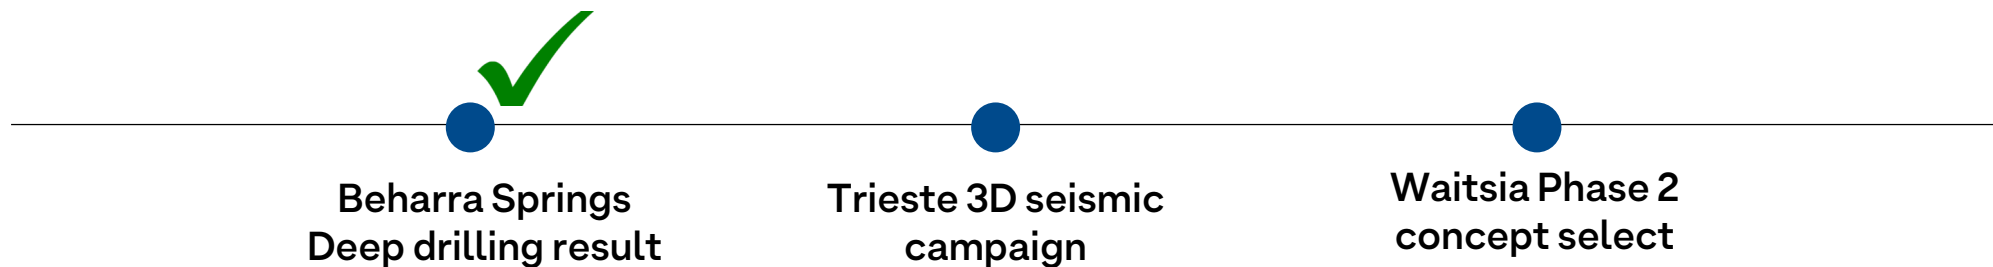 Beharra Springs
Deep drilling result
Trieste 3D seismic
campaign
Waitsia Phase 2
concept select